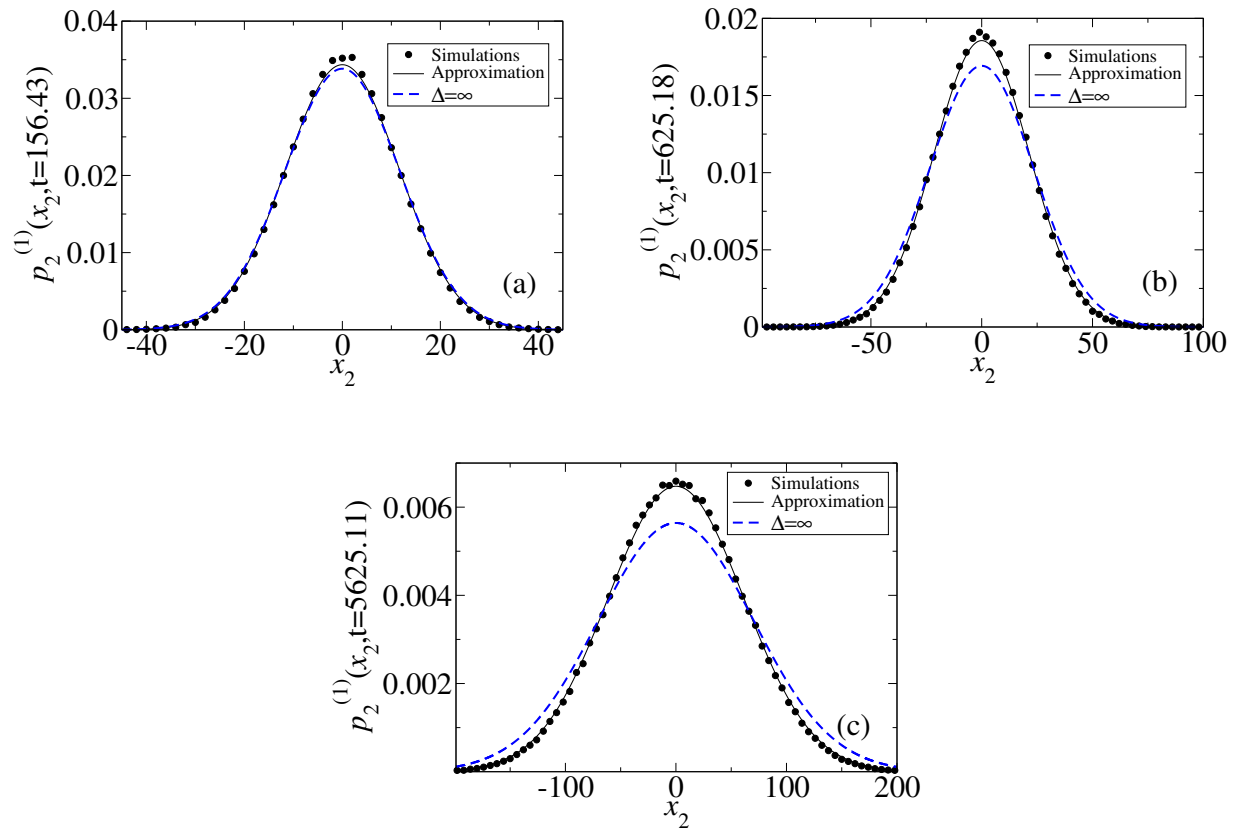 0.04
0.03
0.02
0.01
0
p₂⁽¹⁾(x₂,t=156.43)
Simulations
Approximation
Δ=∞
(a)
-40 -20 0 20 40
x₂
0.02
0.015
0.01
0.005
0
p₂⁽¹⁾(x₂,t=625.18)
Simulations
Approximation
Δ=∞
(b)
-50 0 50 100
x₂
0.006
0.004
0.002
p₂⁽¹⁾(x₂,t=5625.11)
Simulations
Approximation
Δ=∞
(c)
-100 0 100 200
x₂